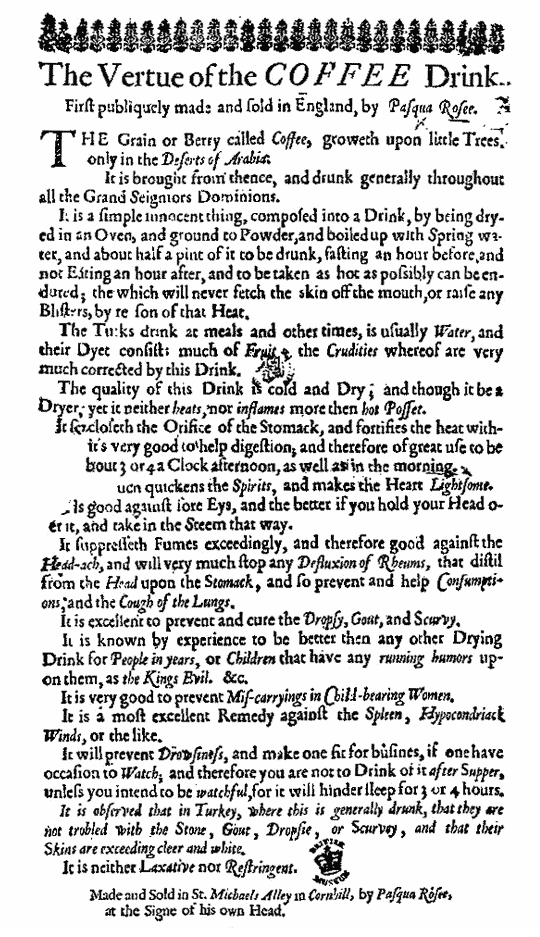 The Vertue of the COFFEE Drink.
First publiquely made and sold in England, by Pasqua Rosee.
THE Grain or Berry called Coffee, groweth upon little Trees,
only in the Deserts of Arabia.
It is brought from thence, and drunk generally throughout
all the Grand Seigniors Dominions.
It is a simple innocent thing, composed into a Drink, by being dry-
ed in an Oven, and ground to Powder, and boiled up with Spring wa-
ter, and about half a pint of it to be drunk, fasting an hour before, and
not Eating an hour after, and to be taken as hot as possibly can be en-
dured; the which will never fetch the skin off the mouth, or raise any
Blisters, by re son of that Heat.
The Turks drink at meals and other times, is usually Water, and
their Dyet consists much of Fruit, the Crudities whereof are very
much corrected by this Drink.
The quality of this Drink is cold and Dry; and though it be a
Dryer, yet it neither heats, nor inflames more then hot Posset.
It closeth the Orifice of the Stomack, and fortifies the heat with-
it's very good to help digestion, and therefore of great use to be
bout 3 or 4 a Clock afternoon, as well as in the morning.
ucn quickens the Spirits, and makes the Heart Lightsome.
Is good against sore Eys, and the better if you hold your Head o-
er it, and take in the Steem that way.
It suppresseth Fumes exceedingly, and therefore good against the
Head-ach, and will very much stop any Defluxion of Rheums, that distil
from the Head upon the Stomack, and so prevent and help Consumpti-
ons; and the Cough of the Lungs.
It is excellent to prevent and cure the Dropsy, Gout, and Scurvy.
It is known by experience to be better then any other Drying
Drink for People in years, or Children that have any running humors up-
on them, as the Kings Evil. &c.
It is very good to prevent Mis-carryings in Child-bearing Women.
It is a most excellent Remedy against the Spleen, Hypocondriack
Winds, or the like.
It will prevent Drowsiness, and make one fit for busines, if one have
occasion to Watch; and therefore you are not to Drink of it after Supper,
unless you intend to be watchful, for it will hinder sleep for 3 or 4 hours.
It is observed that in Turkey, where this is generally drunk, that they are
not trobled with the Stone, Gout, Dropsie, or Scurvey, and that their
Skins are exceeding cleer and white.
It is neither Laxative nor Restringent.
BRITISH MUSEUM
Made and Sold in St. Michaels Alley in Cornhill, by Pasqua Rosee,
at the Signe of his own Head.